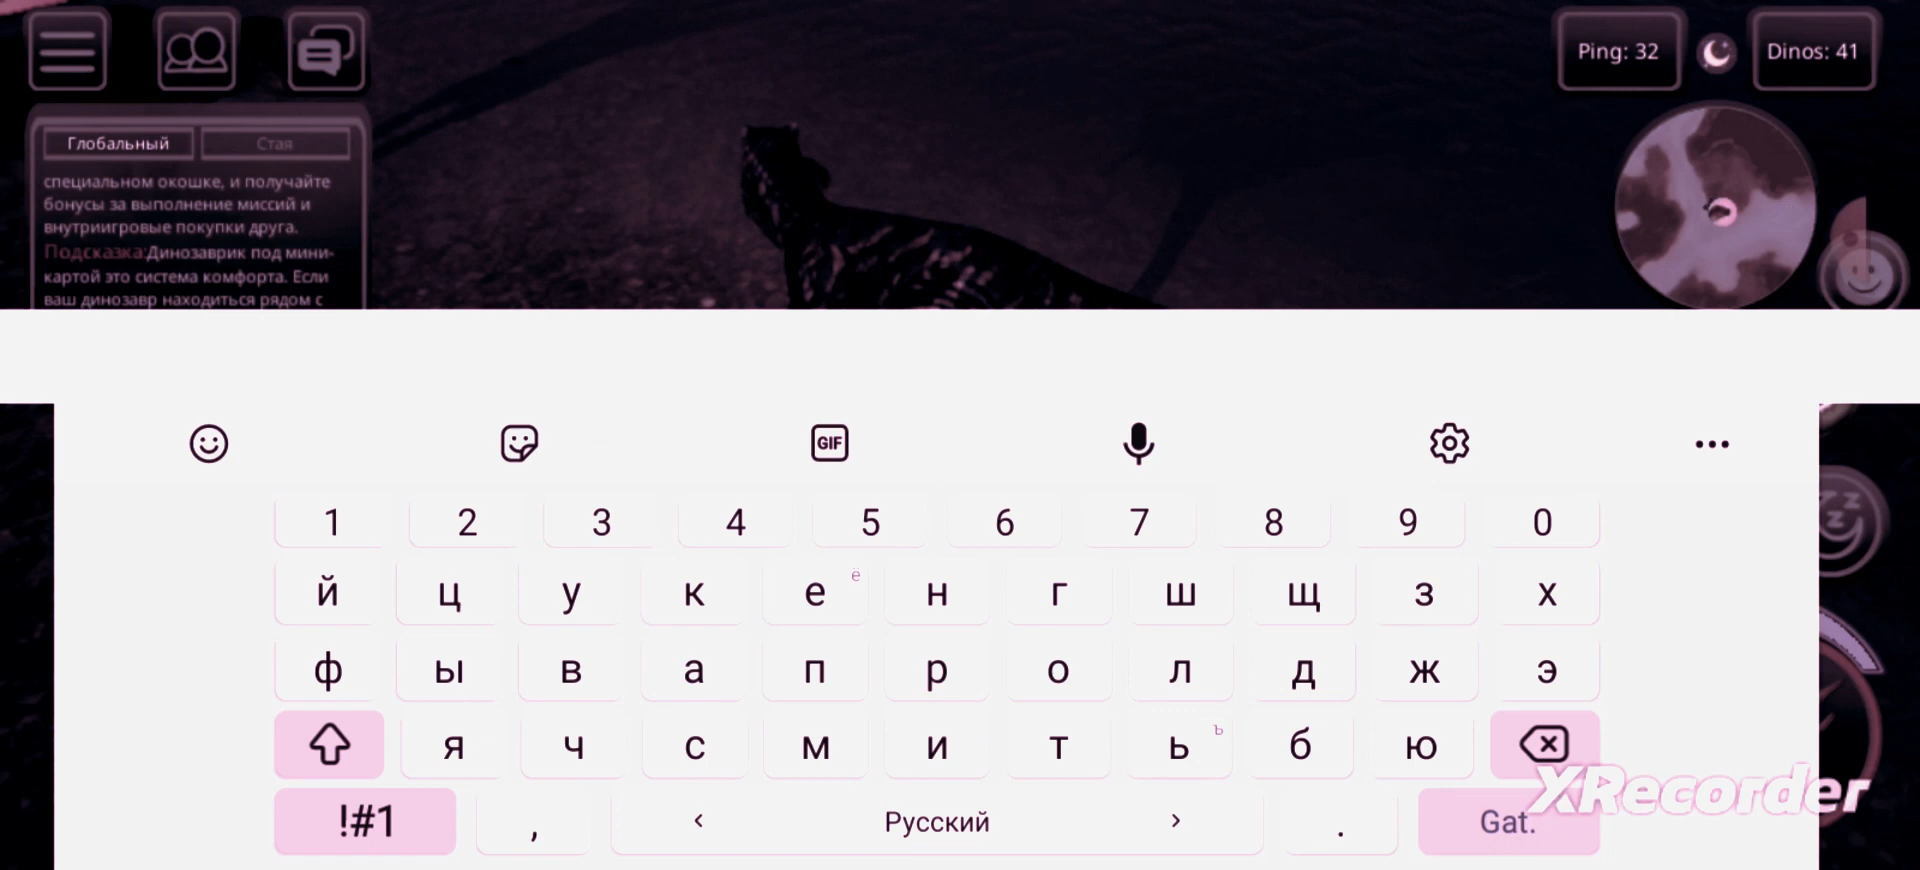 Ping: 32
Dinos: 41
Глобальный
Стая
специальном окошке, и получайте
бонусы за выполнение миссий и
внутриигровые покупки друга.
Подсказка:Динозаврик под мини-
картой это система комфорта. Если
ваш динозавр находиться рядом с
GIF
1 2 3 4 5 6 7 8 9 0
й ц у к е ё н г ш щ з х
ф ы в а п р о л д ж э
я ч с м и т ь ъ б ю
!#1 , < Русский > . Gat.
XRecorder